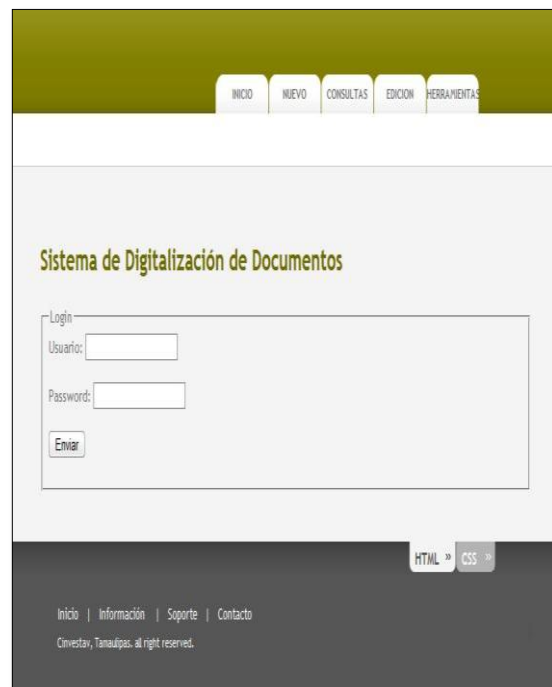 INICIO NUEVO CONSULTAS EDICION HERRAMIENTAS
Sistema de Digitalización de Documentos
Login
Usuario:
Password:
Enviar
HTML » CSS »
Inicio | Información | Soporte | Contacto
Cinvestav, Tamaulipas. all right reserved.